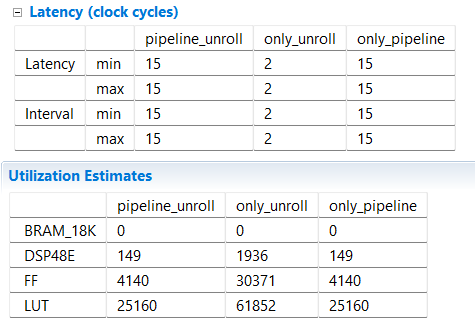 Latency (clock cycles)
pipeline_unroll only_unroll only_pipeline
Latency min 15 2 15
max 15 2 15
Interval min 15 2 15
max 15 2 15
Utilization Estimates
pipeline_unroll only_unroll only_pipeline
BRAM_18K 0 0 0
DSP48E 149 1936 149
FF 4140 30371 4140
LUT 25160 61852 25160